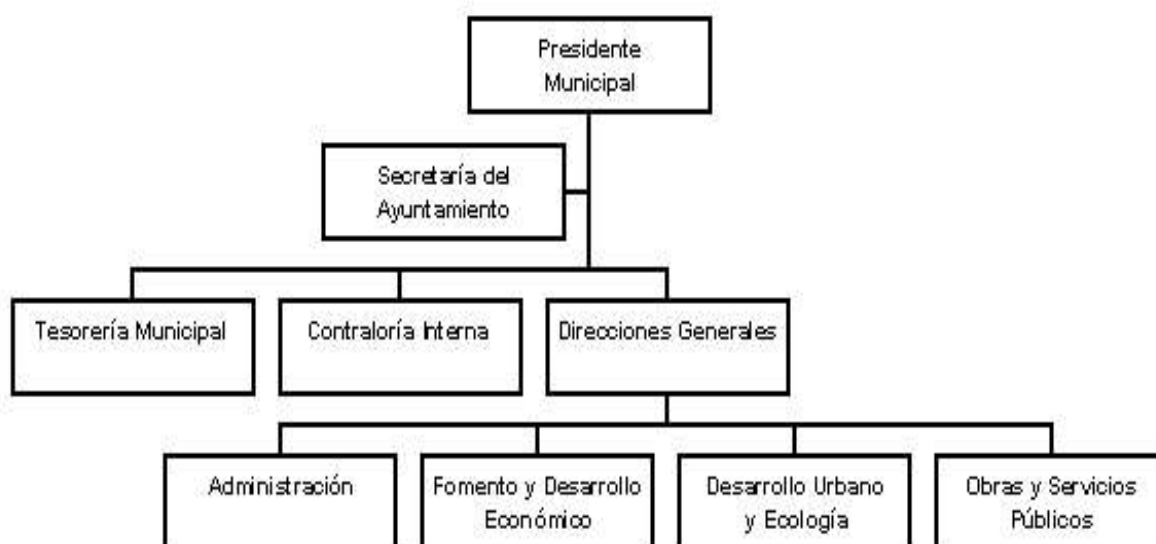 Presidente
Municipal
Secretaría del
Ayuntamiento
Tesorería Municipal
Contraloría Interna
Direcciones Generales
Administración
Fomento y Desarrollo
Económico
Desarrollo Urbano
y Ecología
Obras y Servicios
Públicos